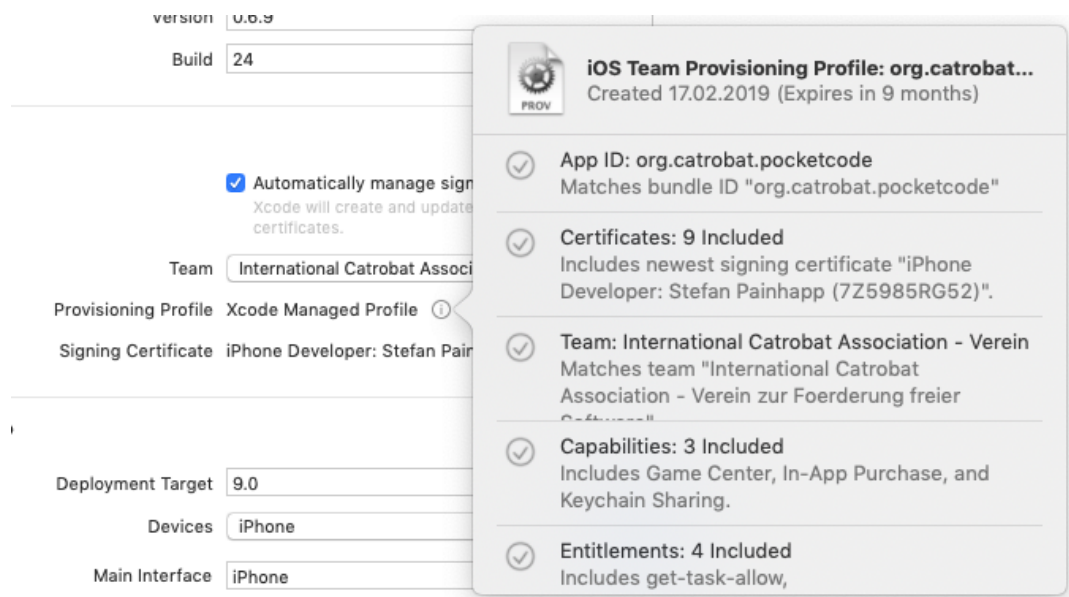 Version 0.6.9
Build 24
Automatically manage sign
Xcode will create and update
certificates.
Team International Catrobat Associ
Provisioning Profile Xcode Managed Profile
Signing Certificate iPhone Developer: Stefan Pain
Deployment Target 9.0
Devices iPhone
Main Interface iPhone
PROV
iOS Team Provisioning Profile: org.catrobat...
Created 17.02.2019 (Expires in 9 months)
App ID: org.catrobat.pocketcode
Matches bundle ID "org.catrobat.pocketcode"
Certificates: 9 Included
Includes newest signing certificate "iPhone
Developer: Stefan Painhapp (7Z5985RG52)".
Team: International Catrobat Association - Verein
Matches team "International Catrobat
Association - Verein zur Foerderung freier
Software"
Capabilities: 3 Included
Includes Game Center, In-App Purchase, and
Keychain Sharing.
Entitlements: 4 Included
Includes get-task-allow,